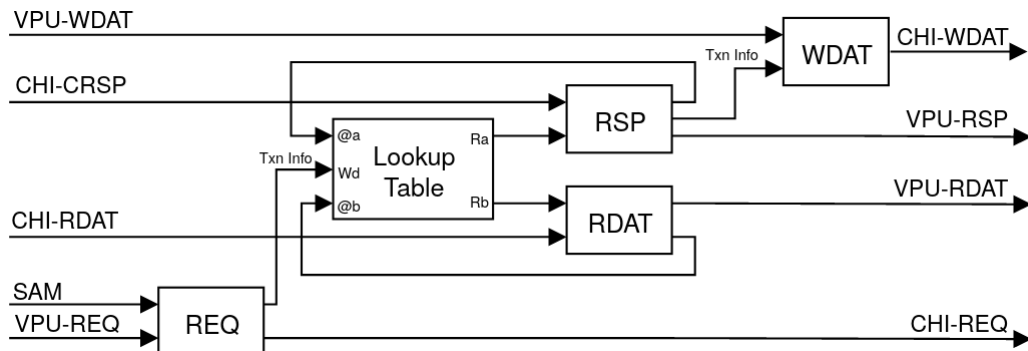 VPU-WDAT
WDAT
CHI-WDAT
Txn Info
CHI-CRSP
RSP
VPU-RSP
@a
Ra
Lookup
Table
Txn Info
Wd
@b
Rb
VPU-RDAT
CHI-RDAT
RDAT
SAM
VPU-REQ
REQ
CHI-REQ